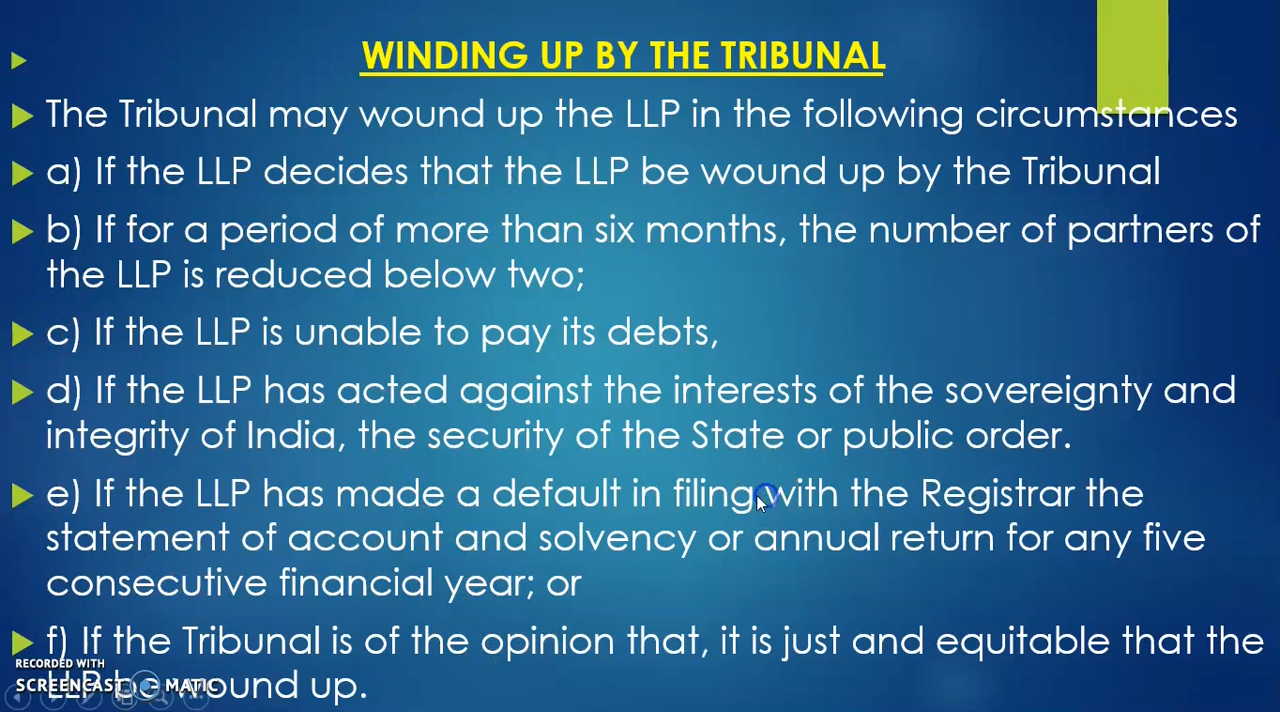 WINDING UP BY THE TRIBUNAL
The Tribunal may wound up the LLP in the following circumstances
a) If the LLP decides that the LLP be wound up by the Tribunal
b) If for a period of more than six months, the number of partners of
the LLP is reduced below two;
c) If the LLP is unable to pay its debts,
d) If the LLP has acted against the interests of the sovereignty and
integrity of India, the security of the State or public order.
e) If the LLP has made a default in filing with the Registrar the
statement of account and solvency or annual return for any five
consecutive financial year; or
f) If the Tribunal is of the opinion that, it is just and equitable that the
LLP be wound up.
RECORDED WITH
SCREENCAST MATIC